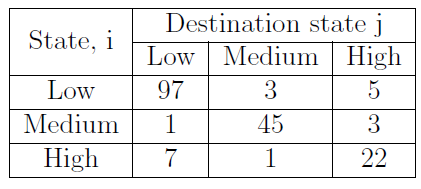 State, i Destination state j
Low Medium High
Low 97 3 5
Medium 1 45 3
High 7 1 22